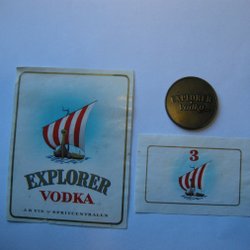 EXPLORER
VODKA
A.B. VIN & SPRITCENTRALEN
EXPLORER
Vodka
3